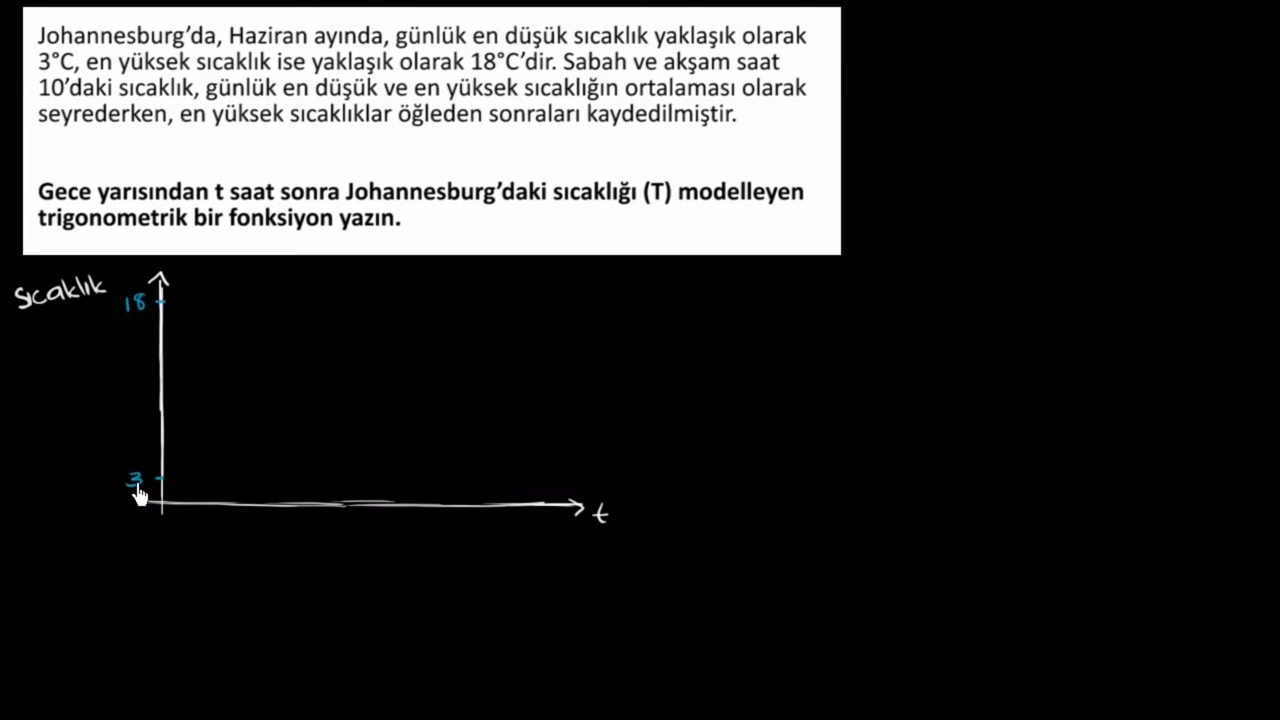 Johannesburg’da, Haziran ayında, günlük en düşük sıcaklık yaklaşık olarak
3°C, en yüksek sıcaklık ise yaklaşık olarak 18°C’dir. Sabah ve akşam saat
10’daki sıcaklık, günlük en düşük ve en yüksek sıcaklığın ortalaması olarak
seyrederken, en yüksek sıcaklıklar öğleden sonraları kaydedilmiştir.
Gece yarısından t saat sonra Johannesburg’daki sıcaklığı (T) modelleyen
trigonometrik bir fonksiyon yazın.
sıcaklık
18
3
t